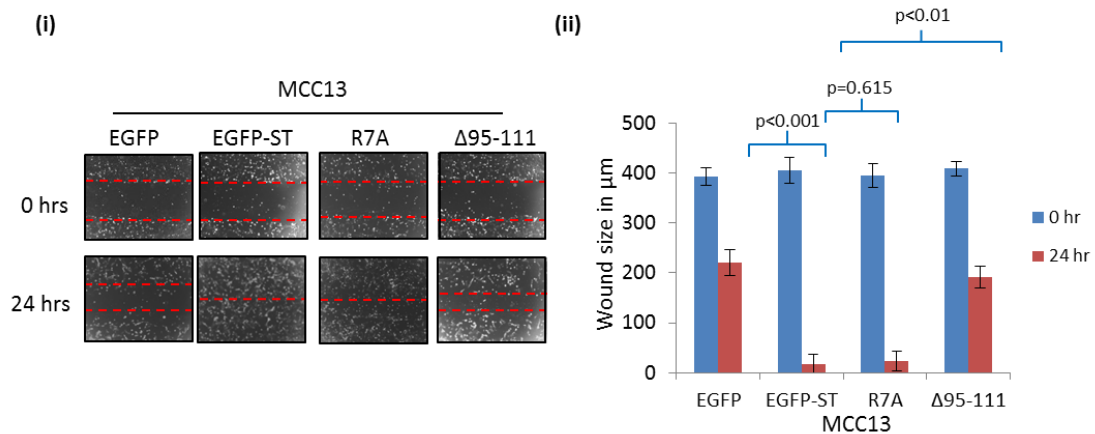 (i)
MCC13
EGFP EGFP-ST R7A Δ95-111
0 hrs
24 hrs
(ii)
p<0.01
p=0.615
p<0.001
Wound size in µm
500
400
300
200
100
0
EGFP EGFP-ST R7A Δ95-111
MCC13
0 hr
24 hr